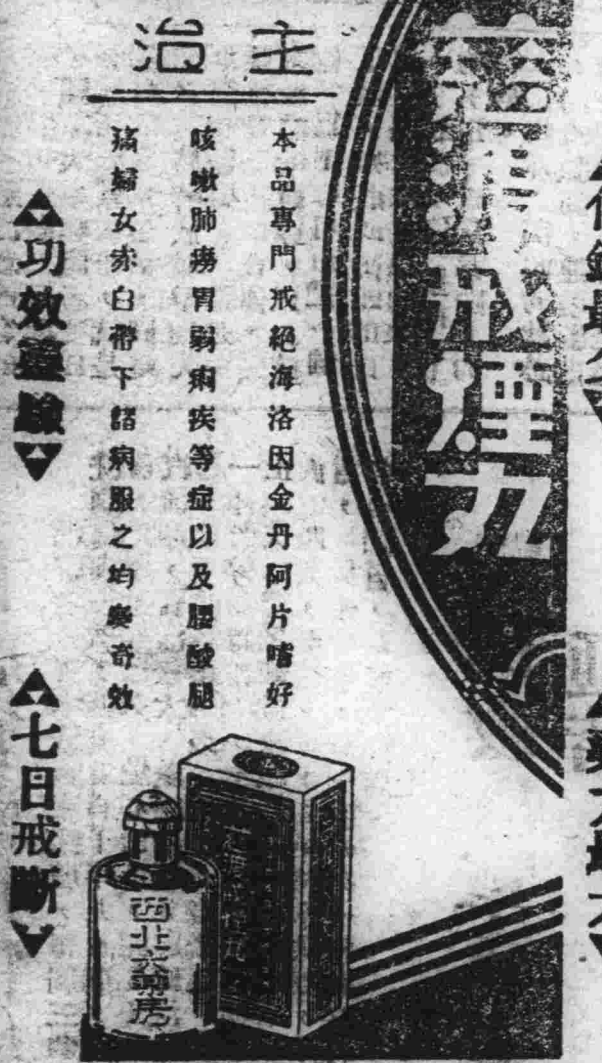 戒煙丸
主治
本品專門戒絕海洛因金丹阿片嗜好
咳嗽肺癆胃弱痢疾等症以及腰酸腿
痛婦女赤白帶下諸病服之均奏奇效
功效靈驗
七日戒斷
西北大藥房